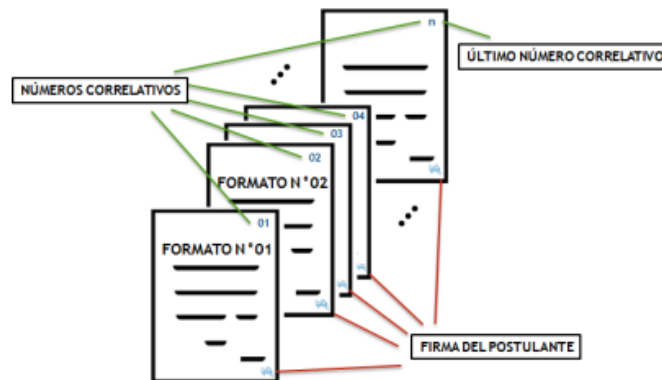 n
ÚLTIMO NÚMERO CORRELATIVO
NÚMEROS CORRELATIVOS
04
03
02
FORMATO N°02
01
FORMATO N°01
FIRMA DEL POSTULANTE